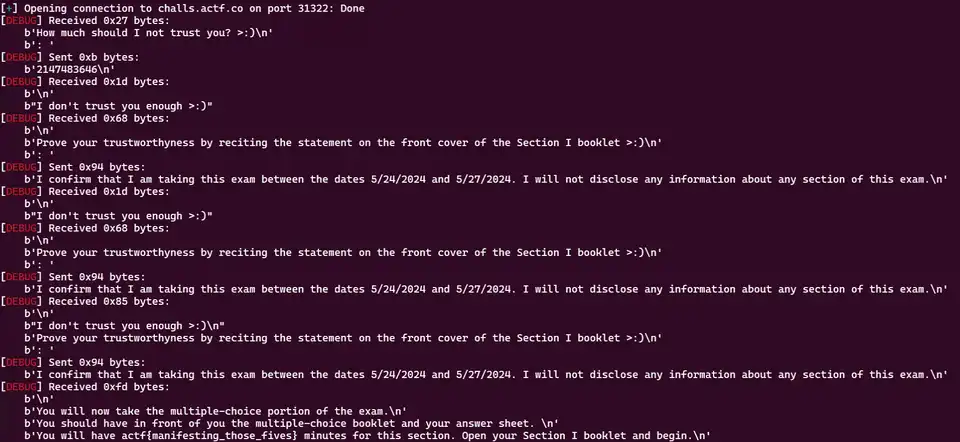 [+] Opening connection to challs.actf.co on port 31322: Done
[DEBUG] Received 0x27 bytes:
    b'How much should I not trust you? >:)\n'
    b': '
[DEBUG] Sent 0xb bytes:
    b'2147483646\n'
[DEBUG] Received 0x1d bytes:
    b'\n'
    b"I don't trust you enough >:)"
[DEBUG] Received 0x68 bytes:
    b'\n'
    b'Prove your trustworthyness by reciting the statement on the front cover of the Section I booklet >:)\n'
    b': '
[DEBUG] Sent 0x94 bytes:
    b'I confirm that I am taking this exam between the dates 5/24/2024 and 5/27/2024. I will not disclose any information about any section of this exam.\n'
[DEBUG] Received 0x1d bytes:
    b'\n'
    b"I don't trust you enough >:)"
[DEBUG] Received 0x68 bytes:
    b'\n'
    b'Prove your trustworthyness by reciting the statement on the front cover of the Section I booklet >:)\n'
    b': '
[DEBUG] Sent 0x94 bytes:
    b'I confirm that I am taking this exam between the dates 5/24/2024 and 5/27/2024. I will not disclose any information about any section of this exam.\n'
[DEBUG] Received 0x85 bytes:
    b'\n'
    b"I don't trust you enough >:)\n"
    b'Prove your trustworthyness by reciting the statement on the front cover of the Section I booklet >:)\n'
    b': '
[DEBUG] Sent 0x94 bytes:
    b'I confirm that I am taking this exam between the dates 5/24/2024 and 5/27/2024. I will not disclose any information about any section of this exam.\n'
[DEBUG] Received 0xfd bytes:
    b'\n'
    b'You will now take the multiple-choice portion of the exam.\n'
    b'You should have in front of you the multiple-choice booklet and your answer sheet. \n'
    b'You will have actf{manifesting_those_fives} minutes for this section. Open your Section I booklet and begin.\n'